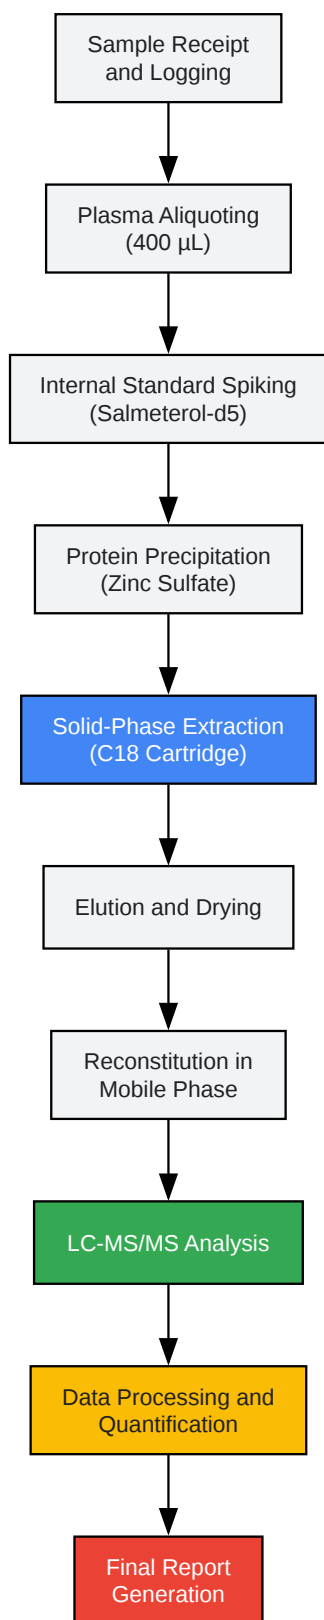 Sample Receipt
and Logging
Plasma Aliquoting
(400 µL)
Internal Standard Spiking
(Salmeterol-d5)
Protein Precipitation
(Zinc Sulfate)
Solid-Phase Extraction
(C18 Cartridge)
Elution and Drying
Reconstitution in
Mobile Phase
LC-MS/MS Analysis
Data Processing and
Quantification
Final Report
Generation